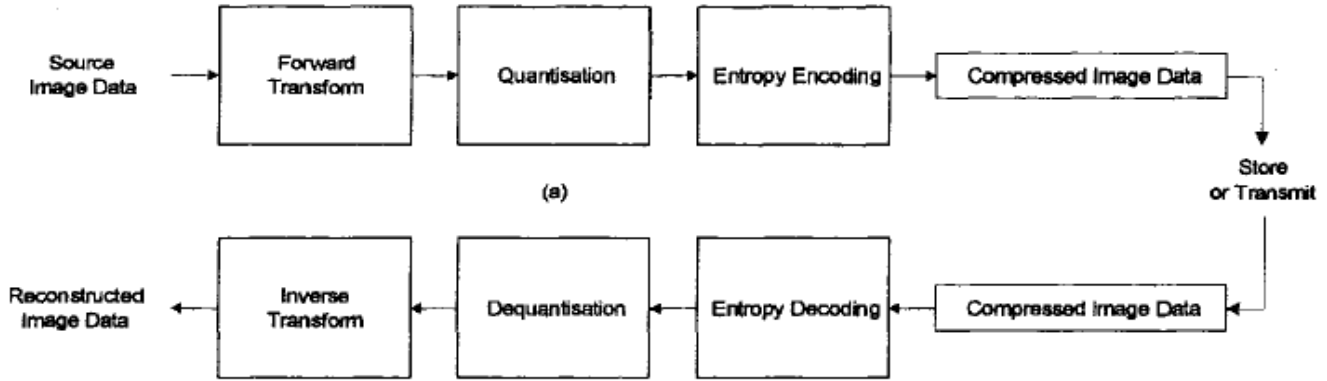 Source
Image Data
Forward
Transform
Quantisation
Entropy Encoding
Compressed Image Data
Store
or Transmit
(a)
Reconstructed
Image Data
Inverse
Transform
Dequantisation
Entropy Decoding
Compressed Image Data